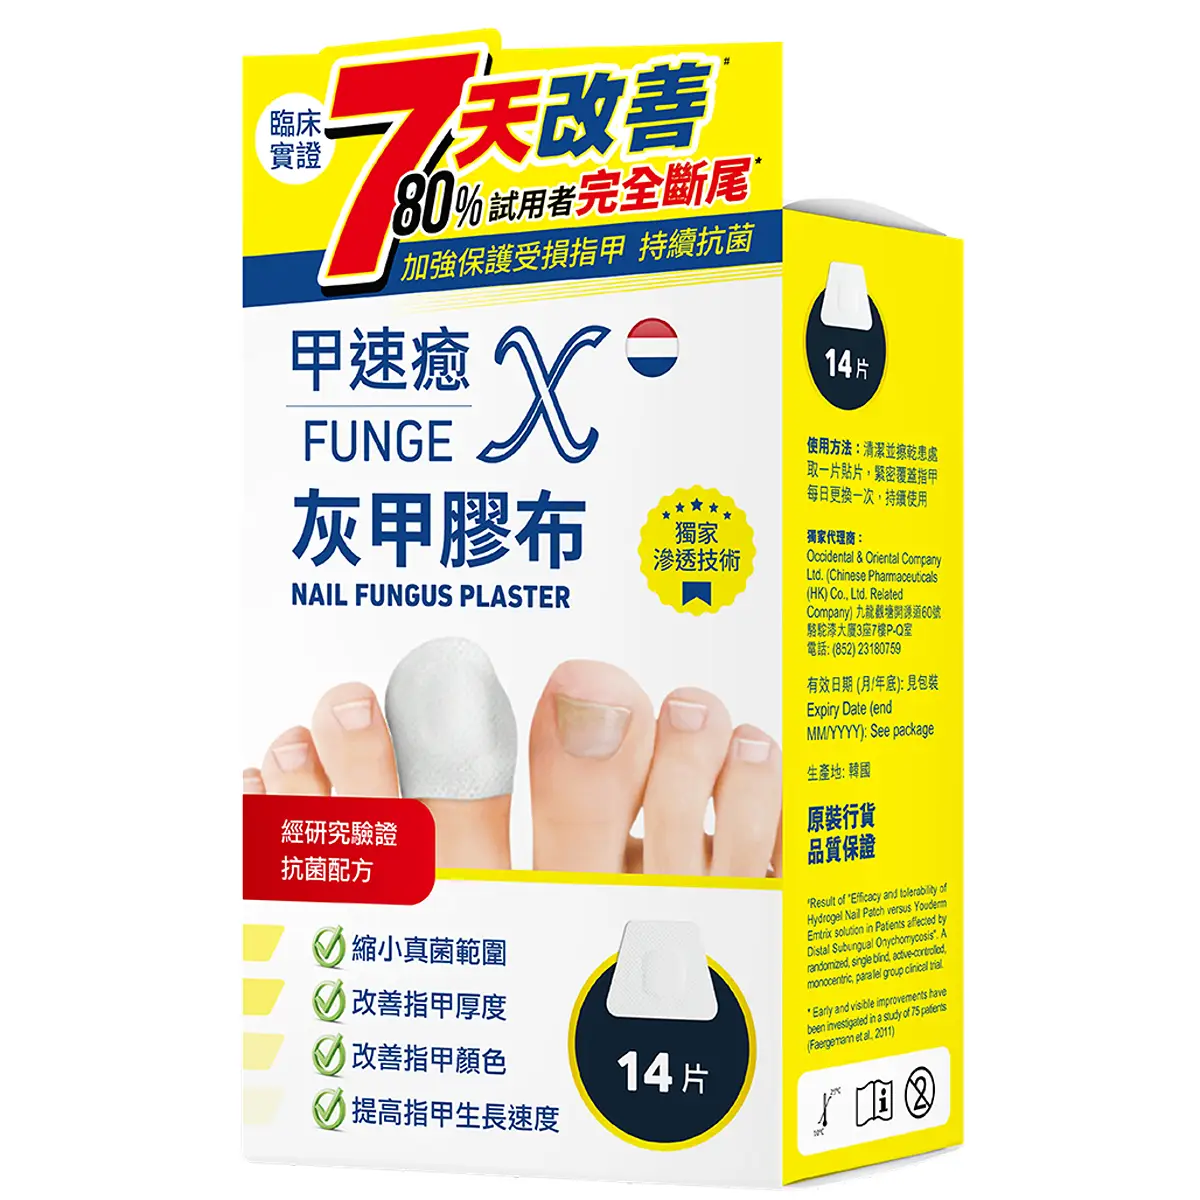 臨床
實證
7天改善#
80%試用者完全斷尾*
加強保護受損指甲 持續抗菌
甲速癒
FUNGE X
灰甲膠布
NAIL FUNGUS PLASTER
獨家
滲透技術
經研究驗證
抗菌配方
縮小真菌範圍
改善指甲厚度
改善指甲顏色
提高指甲生長速度
14片
14片
使用方法：清潔並擦乾患處
取一片貼片，緊密覆蓋指甲
每日更換一次，持續使用
獨家代理商：
Occidental & Oriental Company
Ltd. (Chinese Pharmaceuticals
(HK) Co., Ltd. Related
Company) 九龍觀塘開源道60號
駱駝漆大廈3座7樓P-Q室
電話: (852) 23180759
有效日期 (月/年底): 見包裝
Expiry Date (end
MM/YYYY): See package
生產地: 韓國
原裝行貨
品質保證
#Result of "Efficacy and tolerability of
Hydrogel Nail Patch versus Youderm
Emtrix solution in Patients affected by
Distal Subungual Onychomycosis". A
randomized, single blind, active-controlled,
monocentric, parallel group clinical trial.
* Early and visible improvements have
been investigated in a study of 75 patients
(Faergemann et al., 2011)
25°C
10°C
2